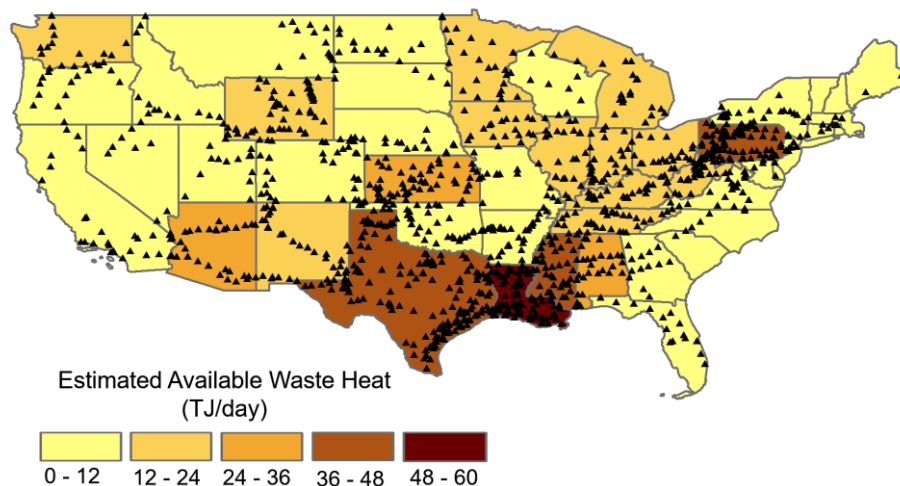 Estimated Available Waste Heat
(TJ/day)
0 - 12 12 - 24 24 - 36 36 - 48 48 - 60